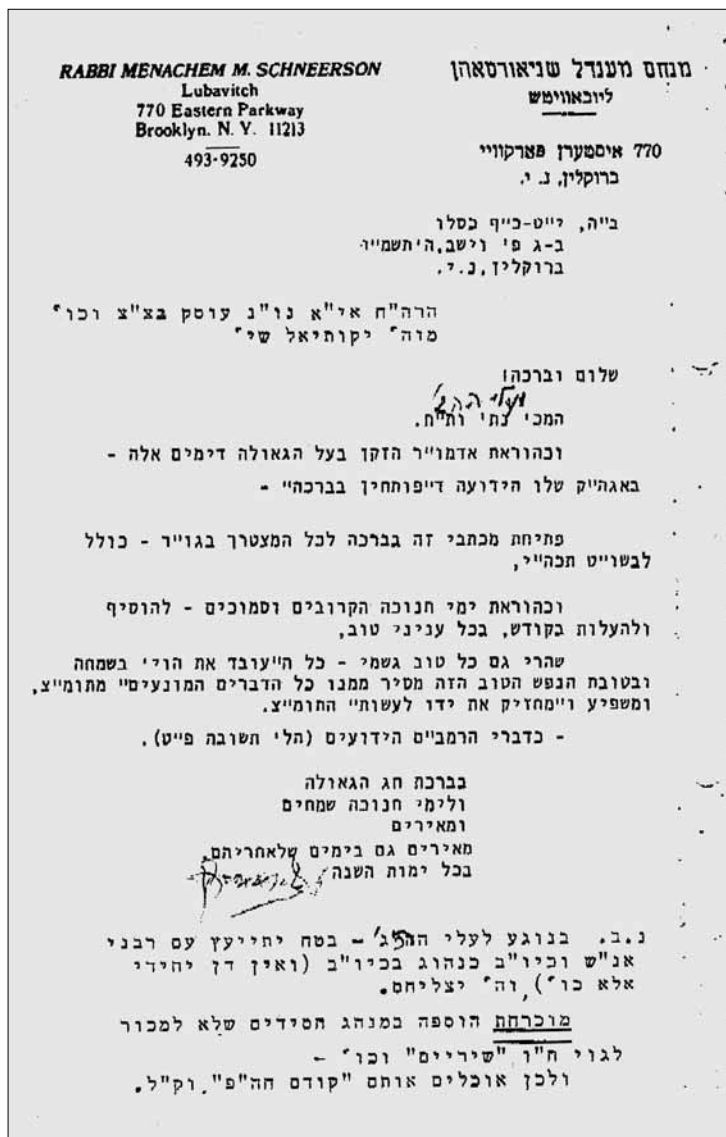 RABBI MENACHEM M. SCHNEERSON
Lubavitch
770 Eastern Parkway
Brooklyn, N. Y. 11213
493-9250
מנחם מענדל שניאורסאהן
ליובאוויטש
770 איסטערן פארקוויי
ברוקלין, נ. י.
ב"ה, י"ט-כ"ף כסלו
ב-ג פ' וישב,ה'תשמ"ו
ברוקלין,נ.י.
הרה"ח אי"א נו"נ עוסק בצ"צ וכו'
מוה' יקותיאל שי'
שלום וברכה!
המכ' נת' ות"ח.
וכהוראת אדמו"ר הזקן בעל הגאולה דימים אלה -
באגה"ק שלו הידועה ד"פותחין בברכה" -
פתיחת מכתבי זה בברכה לכל המצטרך בגו"ר - כולל
לבשו"ט תכה"י,
וכהוראת ימי חנוכה הקרובים וסמוכים - להוסיף
ולהעלות בקודש, בכל עניני טוב,
שהרי גם כל טוב גשמי - כל ה"עובד את הוי' בשמחה
ובטובת הנפש הטוב הזה מסיר ממנו כל הדברים המונעים" מתומ"צ,
ומשפיע ו"מחזיק את ידו לעשות" התומ"צ.
- כדברי הרמב"ם הידועים (הל' תשובה פ"ט).
בברכת חג הגאולה
ולימי חנוכה שמחים
ומאירים
מאירים גם בימים שלאחריהם,
בכל ימות השנה
נ.ב. בנוגע לעלי - בטח יתייעץ עם רבני
אנ"ש וכיו"ב כנהוג בכיו"ב (ואין דן יחידי
אלא כו'), וה' יצליחם.
מוכרחת הוספה במנהג חסידים שלא למכור
לגוי ח"ו "שיריים" וכו' -
ולכן אוכלים אותם "קודם חה"פ". וק"ל.